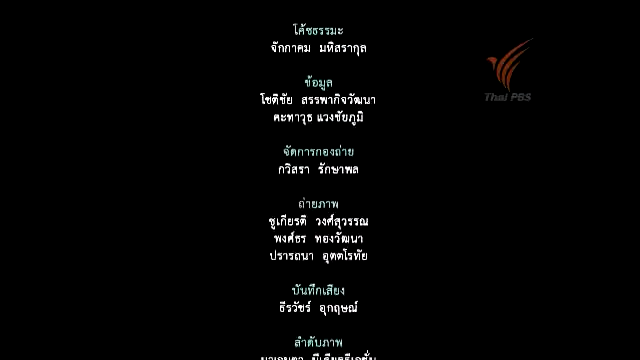 โค้ชธรรมะ
จักกาคม มหิสรากุล
ข้อมูล
โชติชัย สรรพากิจวัฒนา
คะทาวุธ แวงชัยภูมิ
จัดการกองถ่าย
กวิสรา รักษาพล
ถ่ายภาพ
ชูเกียรติ วงศ์สุวรรณ
พงศ์ธร ทองวัฒนา
ปรารถนา อุตตโรทัย
บันทึกเสียง
ธีรวัชร์ อุกฤษณ์
ลำดับภาพ
Thai PBS